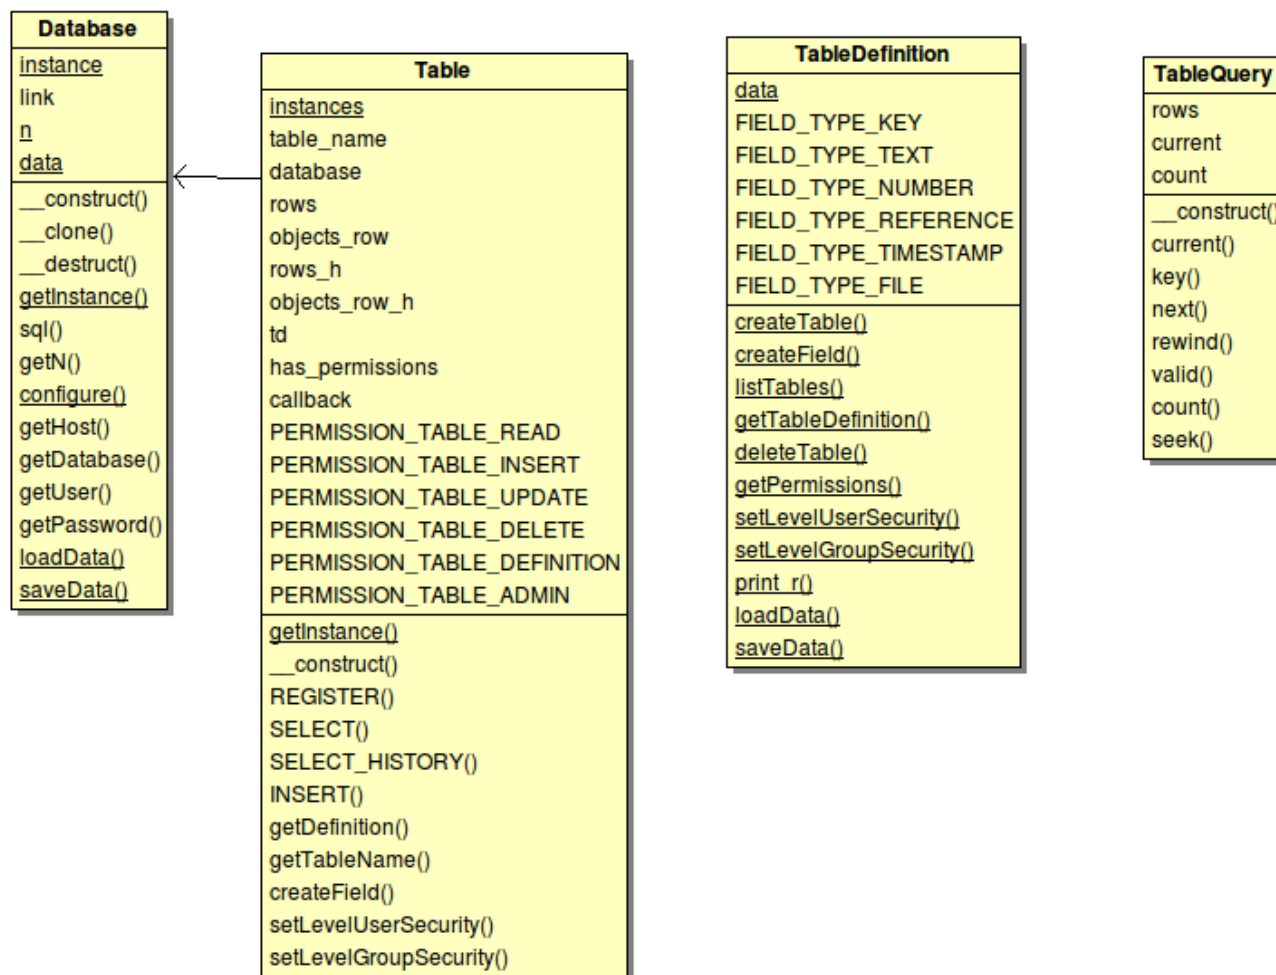 Database
instance
link
n
data
__construct()
__clone()
__destruct()
getInstance()
sql()
getN()
configure()
getHost()
getDatabase()
getUser()
getPassword()
loadData()
saveData()
Table
instances
table_name
database
rows
objects_row
rows_h
objects_row_h
td
has_permissions
callback
PERMISSION_TABLE_READ
PERMISSION_TABLE_INSERT
PERMISSION_TABLE_UPDATE
PERMISSION_TABLE_DELETE
PERMISSION_TABLE_DEFINITION
PERMISSION_TABLE_ADMIN
getInstance()
__construct()
REGISTER()
SELECT()
SELECT_HISTORY()
INSERT()
getDefinition()
getTableName()
createField()
setLevelUserSecurity()
setLevelGroupSecurity()
TableDefinition
data
FIELD_TYPE_KEY
FIELD_TYPE_TEXT
FIELD_TYPE_NUMBER
FIELD_TYPE_REFERENCE
FIELD_TYPE_TIMESTAMP
FIELD_TYPE_FILE
createTable()
createField()
listTables()
getTableDefinition()
deleteTable()
getPermissions()
setLevelUserSecurity()
setLevelGroupSecurity()
print_r()
loadData()
saveData()
TableQuery
rows
current
count
__construct()
current()
key()
next()
rewind()
valid()
count()
seek()